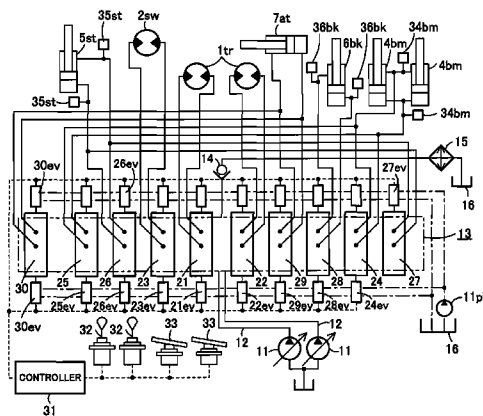 35st 2sw 7at 36bk 36bk 34bm
5st 1tr 6bk 4bm 4bm
35st 34bm
14 15
30ev 26ev 27ev
16
13
30 25 26 23 21 22 29 28 24 27
30ev 25ev 26ev 23ev 21ev 22ev 29ev 28ev 24ev 11p
32 32 33 33 12 12 16
11 11
CONTROLLER
31